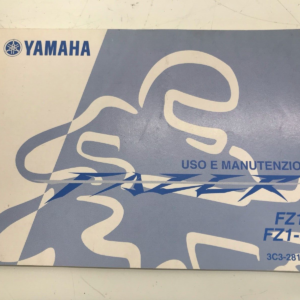 YAMAHA
USO E MANUTENZIO
FAZER
FZ1
FZ1-
3C3-281